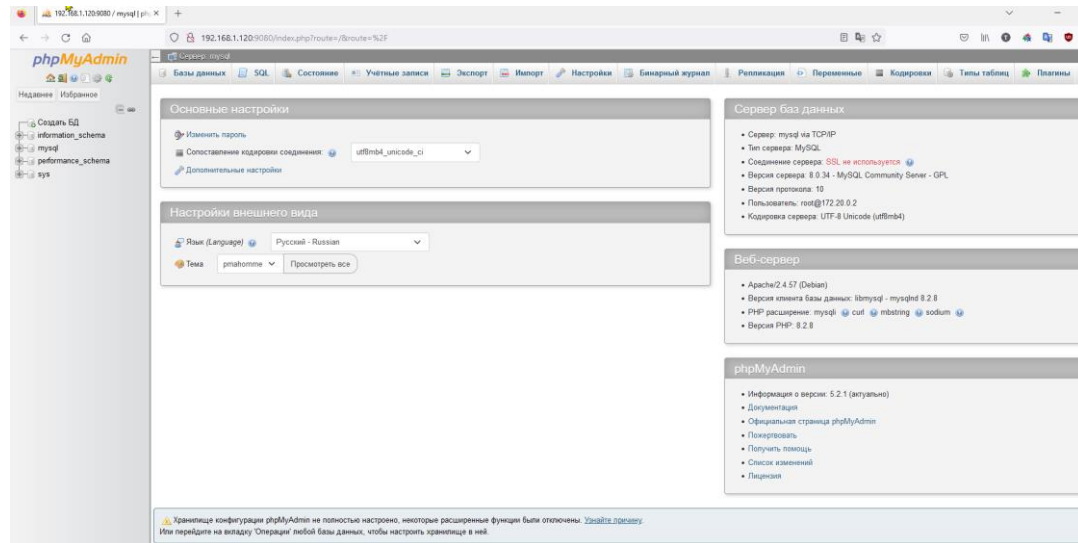 192.168.1.120:9080 / mysql | ph
192.168.1.120:9080/index.php?route=/&route=%2F
phpMyAdmin
Недавнее Избранное
Создать БД
information_schema
mysql
performance_schema
sys
Сервер: mysql
Базы данных SQL Состояние Учётные записи Экспорт Импорт Настройки Бинарный журнал Репликация Переменные Кодировки Типы таблиц Плагины
Основные настройки
Изменить пароль
Сопоставление кодировки соединения: utf8mb4_unicode_ci
Дополнительные настройки
Настройки внешнего вида
Язык (Language) Русский - Russian
Тема pmahomme Просмотреть все
Сервер баз данных
• Сервер: mysql via TCP/IP
• Тип сервера: MySQL
• Соединение сервера: SSL не используется
• Версия сервера: 8.0.34 - MySQL Community Server - GPL
• Версия протокола: 10
• Пользователь: root@172.20.0.2
• Кодировка сервера: UTF-8 Unicode (utf8mb4)
Веб-сервер
• Apache/2.4.57 (Debian)
• Версия клиента базы данных: libmysql - mysqlnd 8.2.8
• PHP расширение: mysqli curl mbstring sodium
• Версия PHP: 8.2.8
phpMyAdmin
• Информация о версии: 5.2.1 (актуально)
• Документация
• Официальная страница phpMyAdmin
• Пожертвовать
• Получить помощь
• Список изменений
• Лицензия
Хранилище конфигурации phpMyAdmin не полностью настроено, некоторые расширенные функции были отключены. Узнайте причину.
Или перейдите на вкладку 'Операции' любой базы данных, чтобы настроить хранилище в ней.